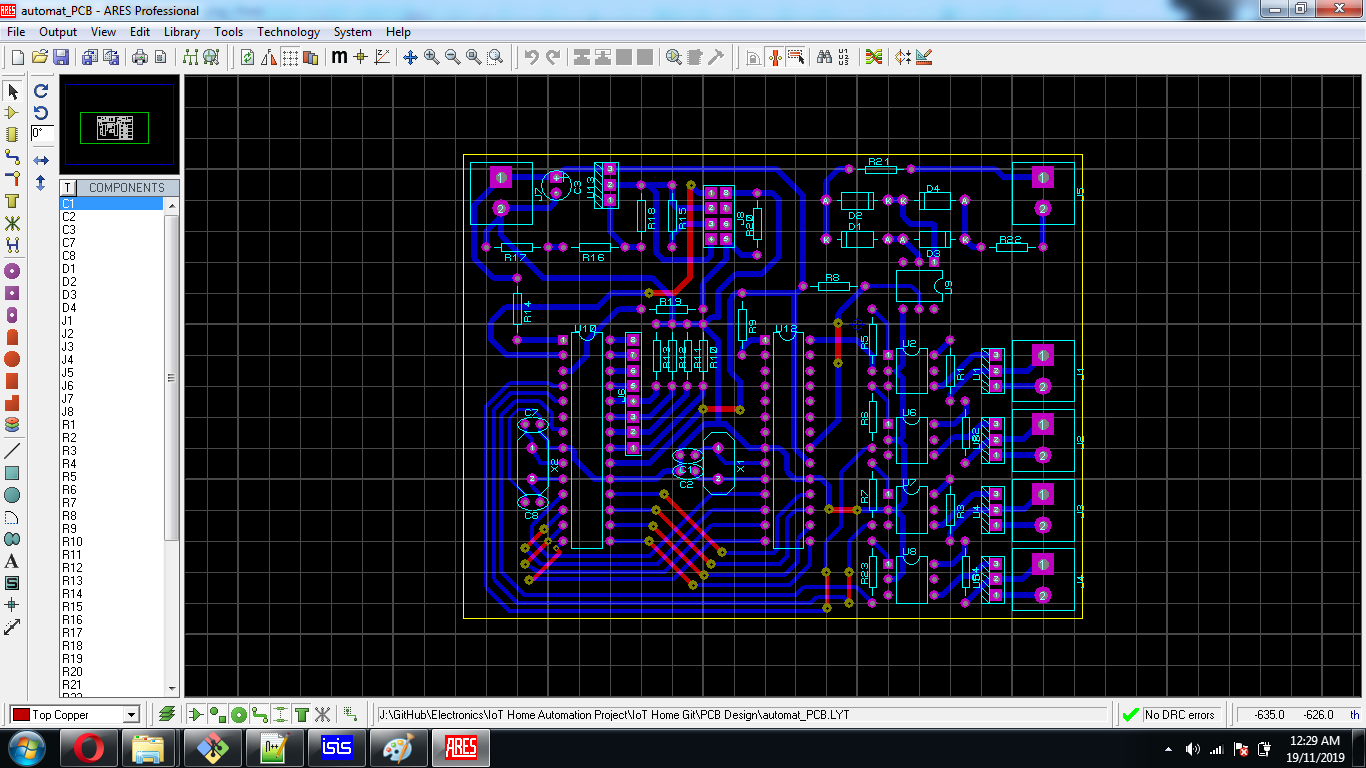 automat_PCB - ARES Professional
File Output View Edit Library Tools Technology System Help
0°
T COMPONENTS
C1
C2
C3
C7
C8
D1
D2
D3
D4
J1
J2
J3
J4
J5
J6
J7
J8
R1
R2
R3
R4
R5
R6
R7
R8
R9
R10
R11
R12
R13
R14
R15
R16
R17
R18
R19
R20
R21
J7
C3
U13
R18
R15
J8
R20
R21
D4
J5
D2
D1
D3
R22
R17
R16
R14
R19
R8
U9
U10
R9
U12
R5
U2
R1
U1
J1
R13
R12
R11
R10
J6
C7
X2
C8
C1
C2
X1
R6
U6
J2
R7
U7
R3
U4
J3
R23
U8
J4
Top Copper
J:\GitHub\Electronics\IoT Home Automation Project\IoT Home Git\PCB Design\automat_PCB.LYT
No DRC errors
-635.0 -626.0 th
N++
isis
ARES
12:29 AM
19/11/2019